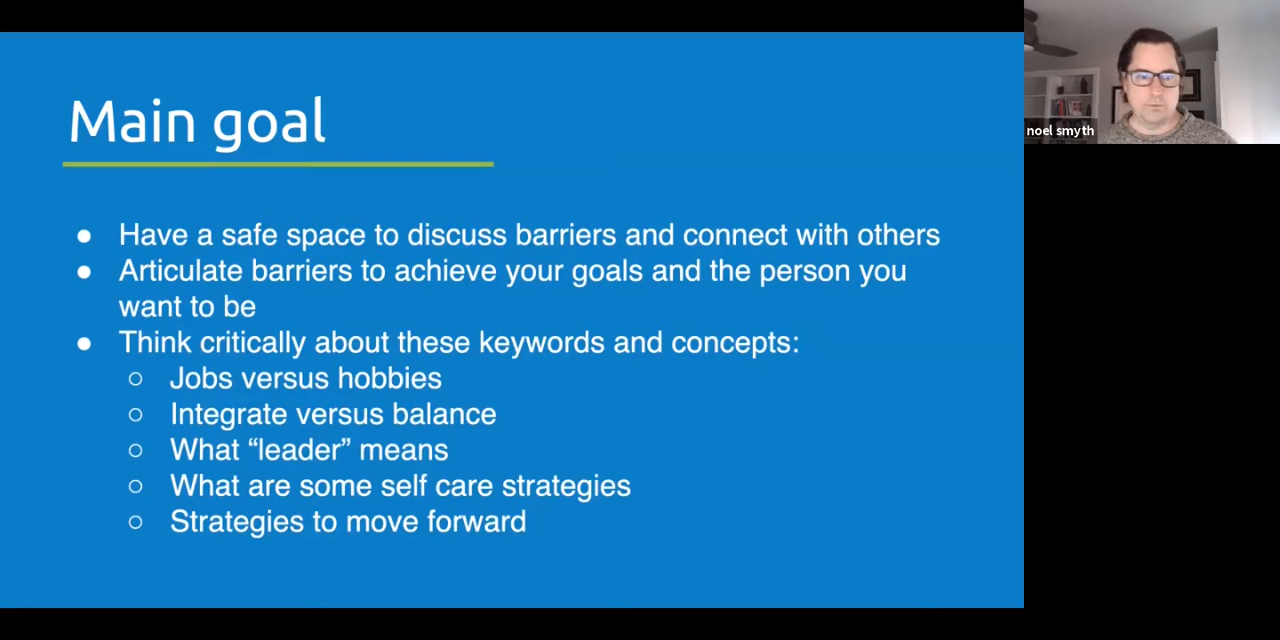 Main goal
● Have a safe space to discuss barriers and connect with others
● Articulate barriers to achieve your goals and the person you
want to be
● Think critically about these keywords and concepts:
○ Jobs versus hobbies
○ Integrate versus balance
○ What “leader” means
○ What are some self care strategies
○ Strategies to move forward
noel smyth